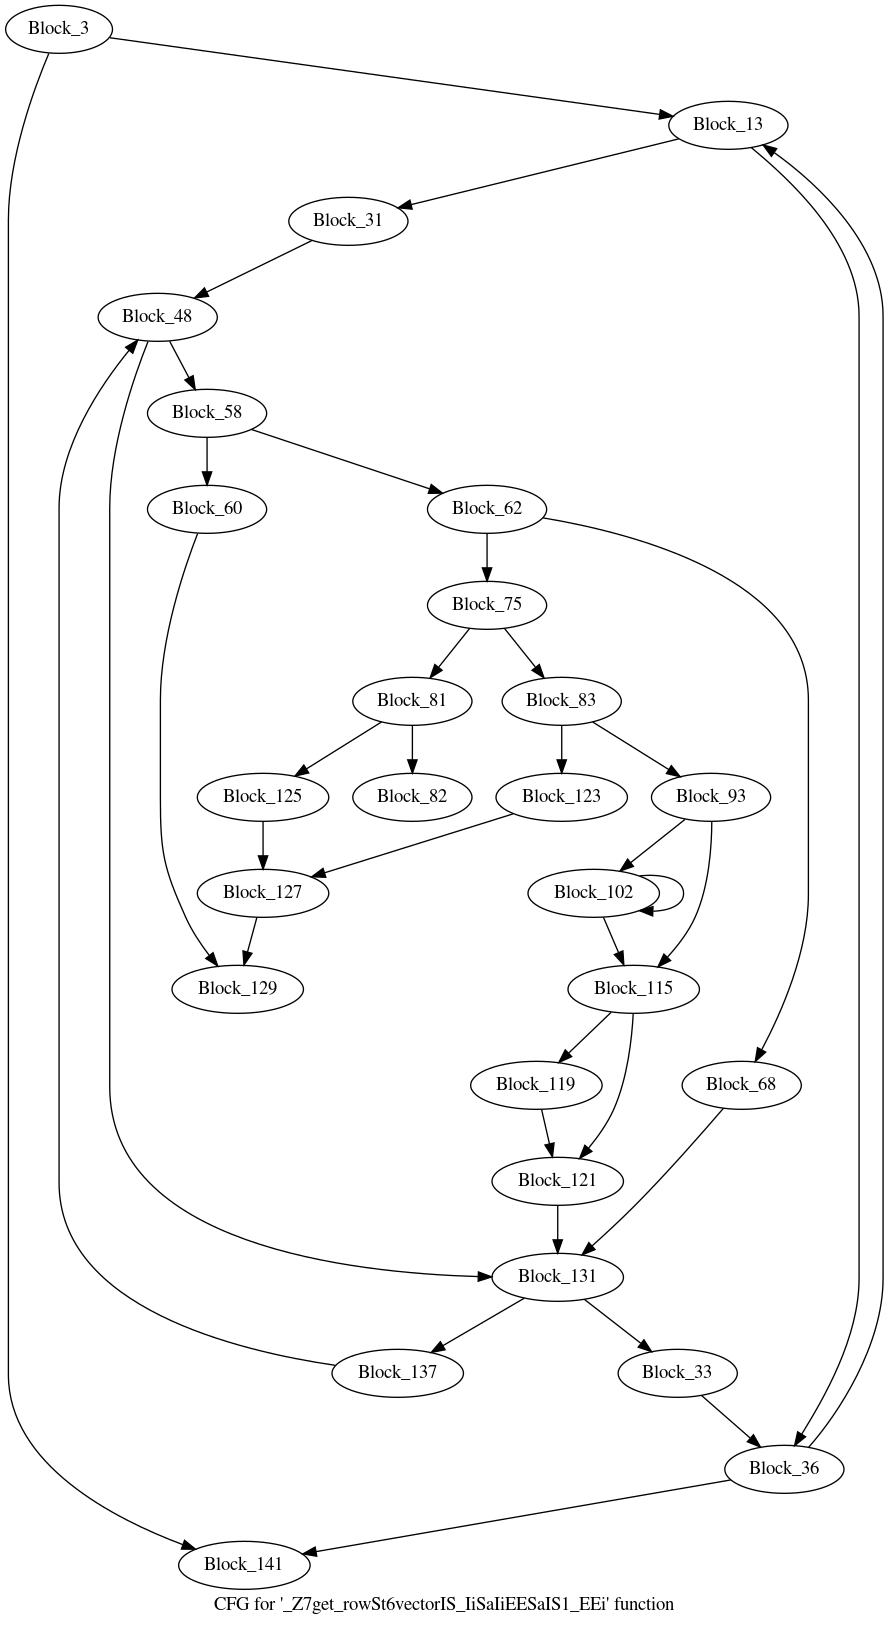 Block_3
Block_13
Block_31
Block_48
Block_58
Block_60
Block_62
Block_75
Block_81
Block_83
Block_125
Block_82
Block_123
Block_93
Block_127
Block_102
Block_129
Block_115
Block_119
Block_68
Block_121
Block_131
Block_137
Block_33
Block_36
Block_141
CFG for '_Z7get_rowSt6vectorIS_IiSaIiEESaIS1_EEi' function